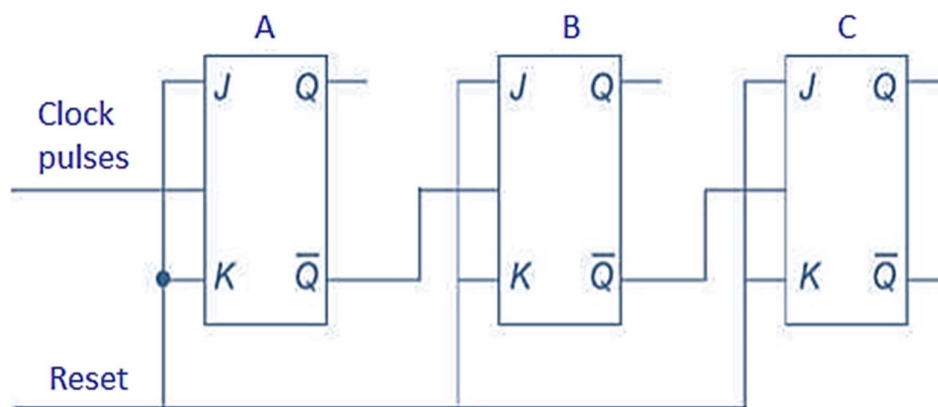 A B C
J Q J Q J Q
Clock
pulses
K Q̅ K Q̅ K Q̅
Reset